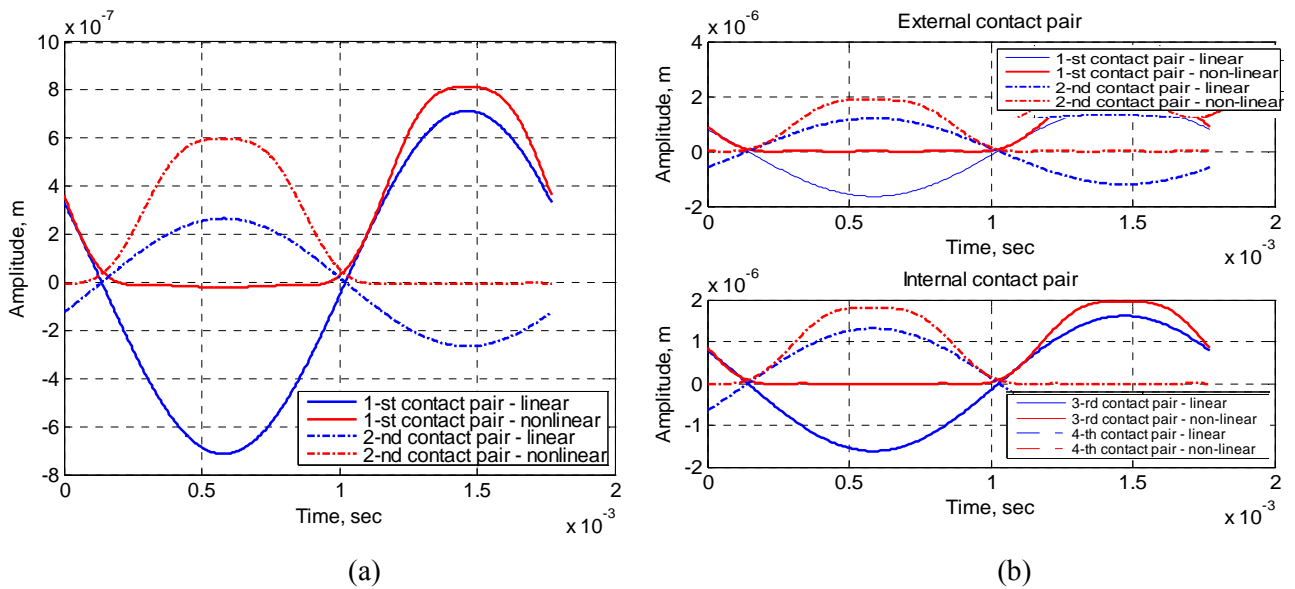 x 10^-7
10
8
6
4
2
0
-2
-4
-6
-8
Amplitude, m
0
0.5
1
1.5
2
x 10^-3
Time, sec
1-st contact pair - linear
1-st contact pair - nonlinear
2-nd contact pair - linear
2-nd contact pair - nonlinear
(a)
x 10^-6
External contact pair
4
2
0
-2
Amplitude, m
1-st contact pair - linear
1-st contact pair - non-linear
2-nd contact pair - linear
2-nd contact pair - non-linear
0
0.5
1
1.5
2
Time, sec
x 10^-3
x 10^-6
Internal contact pair
2
1
0
-1
-2
Amplitude, m
3-rd contact pair - linear
3-rd contact pair - non-linear
4-th contact pair - linear
4-th contact pair - non-linear
0
0.5
1
1.5
2
Time, sec
x 10^-3
(b)